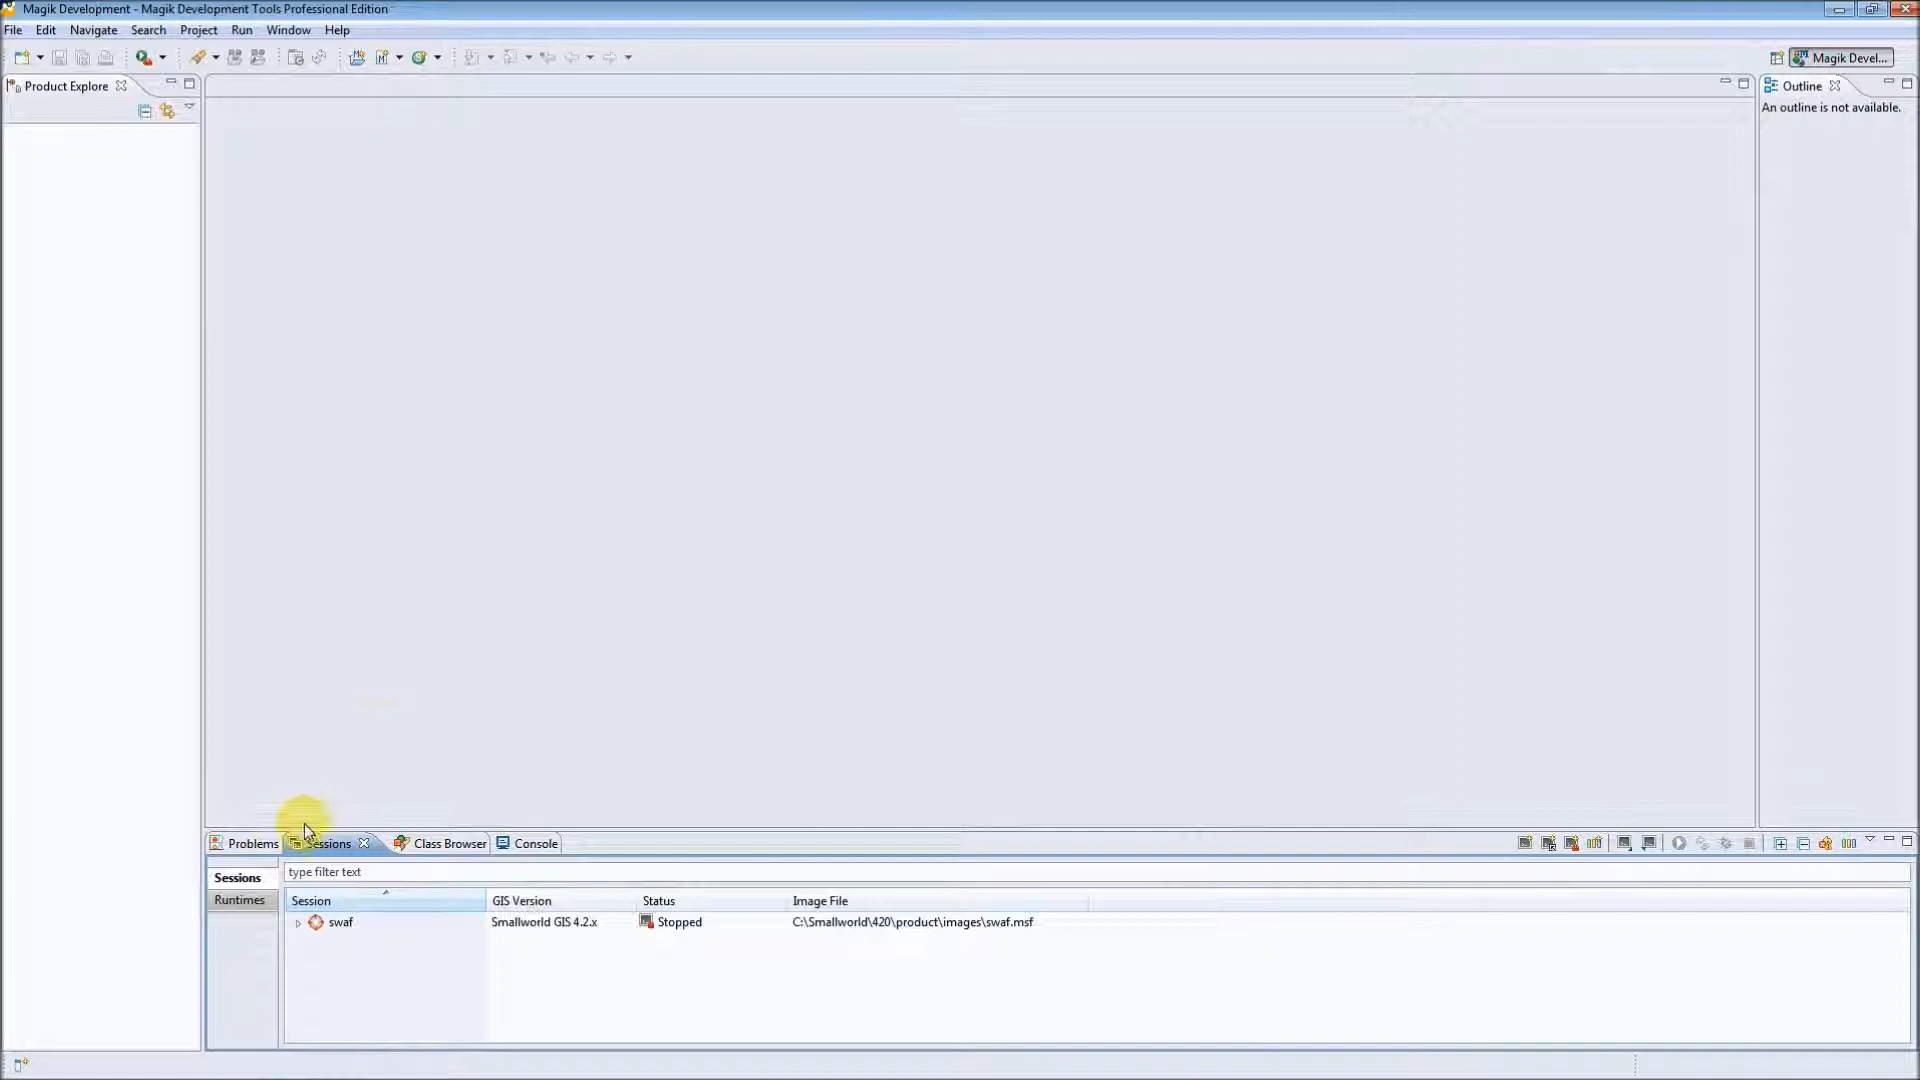 Magik Development - Magik Development Tools Professional Edition
File Edit Navigate Search Project Run Window Help
Magik Devel...
Product Explore
Outline
An outline is not available.
Problems Sessions Class Browser Console
Sessions
type filter text
Runtimes
Session GIS Version Status Image File
swaf Smallworld GIS 4.2.x Stopped C:\Smallworld\420\product\images\swaf.msf